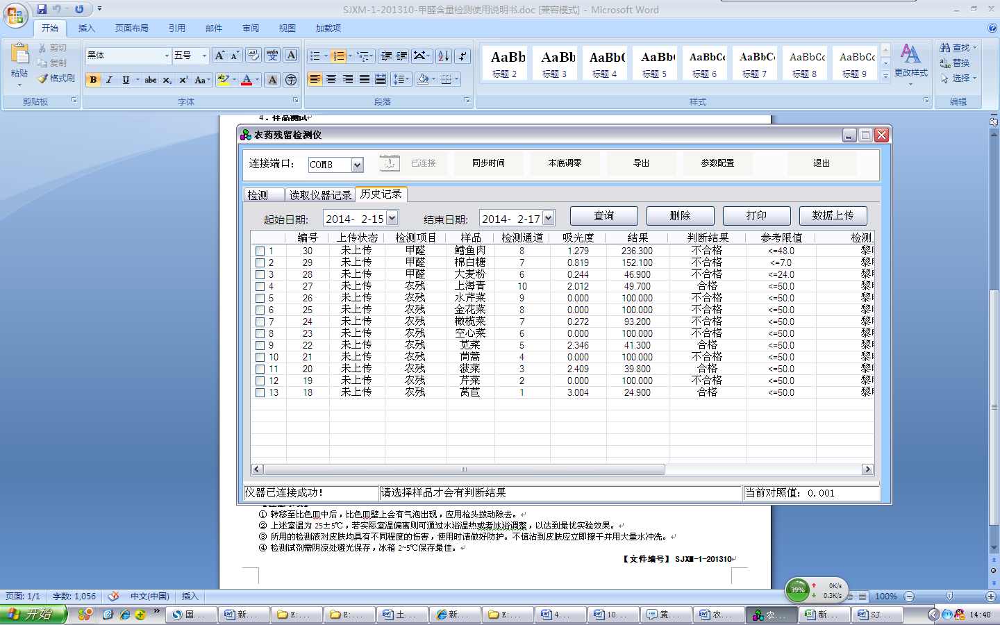 SJXM-1-201310-甲醛含量检测使用说明书.doc [兼容模式] - Microsoft Word
开始 插入 页面布局 引用 邮件 审阅 视图 加载项
粘贴 剪切 复制 格式刷 剪贴板
黑体 五号 字体
段落
AaBb AaBb AaBb( AaBbC AaBbCc AaBbCc AaBbCc AaBbCc
标题 2 标题 3 标题 4 标题 5 标题 6 标题 7 标题 8 标题 9
更改样式 样式
查找 替换 选择 编辑
4．样品测试
农药残留检测仪
连接端口： COM8 已连接 同步时间 本底调零 导出 参数配置 退出
检测 读取仪器记录 历史记录
起始日期: 2014- 2-15 结束日期: 2014- 2-17 查询 删除 打印 数据上传
编号 上传状态 检测项目 样品 检测通道 吸光度 结果 判断结果 参考限值 检测
1 30 未上传 甲醛 鳕鱼肉 8 1.279 236.300 不合格 <=48.0 黎
2 29 未上传 甲醛 棉白糖 7 0.819 152.100 不合格 <=7.0 黎
3 28 未上传 甲醛 大麦粉 6 0.244 46.900 不合格 <=24.0 黎
4 27 未上传 农残 上海青 10 2.012 49.700 合格 <=50.0 黎
5 26 未上传 农残 水芹菜 9 0.000 100.000 不合格 <=50.0 黎
6 25 未上传 农残 金花菜 8 0.000 100.000 不合格 <=50.0 黎
7 24 未上传 农残 橄榄菜 7 0.272 93.200 不合格 <=50.0 黎
8 23 未上传 农残 空心菜 6 0.000 100.000 不合格 <=50.0 黎
9 22 未上传 农残 苋菜 5 2.346 41.300 合格 <=50.0 黎
10 21 未上传 农残 茼蒿 4 0.000 100.000 不合格 <=50.0 黎
11 20 未上传 农残 菠菜 3 2.409 39.800 合格 <=50.0 黎
12 19 未上传 农残 芹菜 2 0.000 100.000 不合格 <=50.0 黎
13 18 未上传 农残 莴苣 1 3.004 24.900 合格 <=50.0 黎
仪器已连接成功! 请选择样品才会有判断结果 当前对照值: 0.001
① 转移至比色皿中后，比色皿壁上会有气泡出现，应用枪头拨动除去。
② 上述室温为 25±5℃，若实际室温偏离则可通过水浴温热或者冰浴调整，以达到最优实验效果。
③ 所用的检测液对皮肤均具有不同程度的伤害，使用时请做好防护。不慎沾到皮肤应立即擦干并用大量水冲洗。
④ 检测试剂需阴凉处避光保存，冰箱 2~5℃保存最佳。
【文件编号】SJXM-1-201310
39% 0K/s 0.3K/s
页面: 1/1 字数: 1,056 中文(中国) 插入 100%
开始 国... 新... E:... E:... 土... 新... E:... 4... 10... 黄... 农... 农... 新... SJ... 14:40